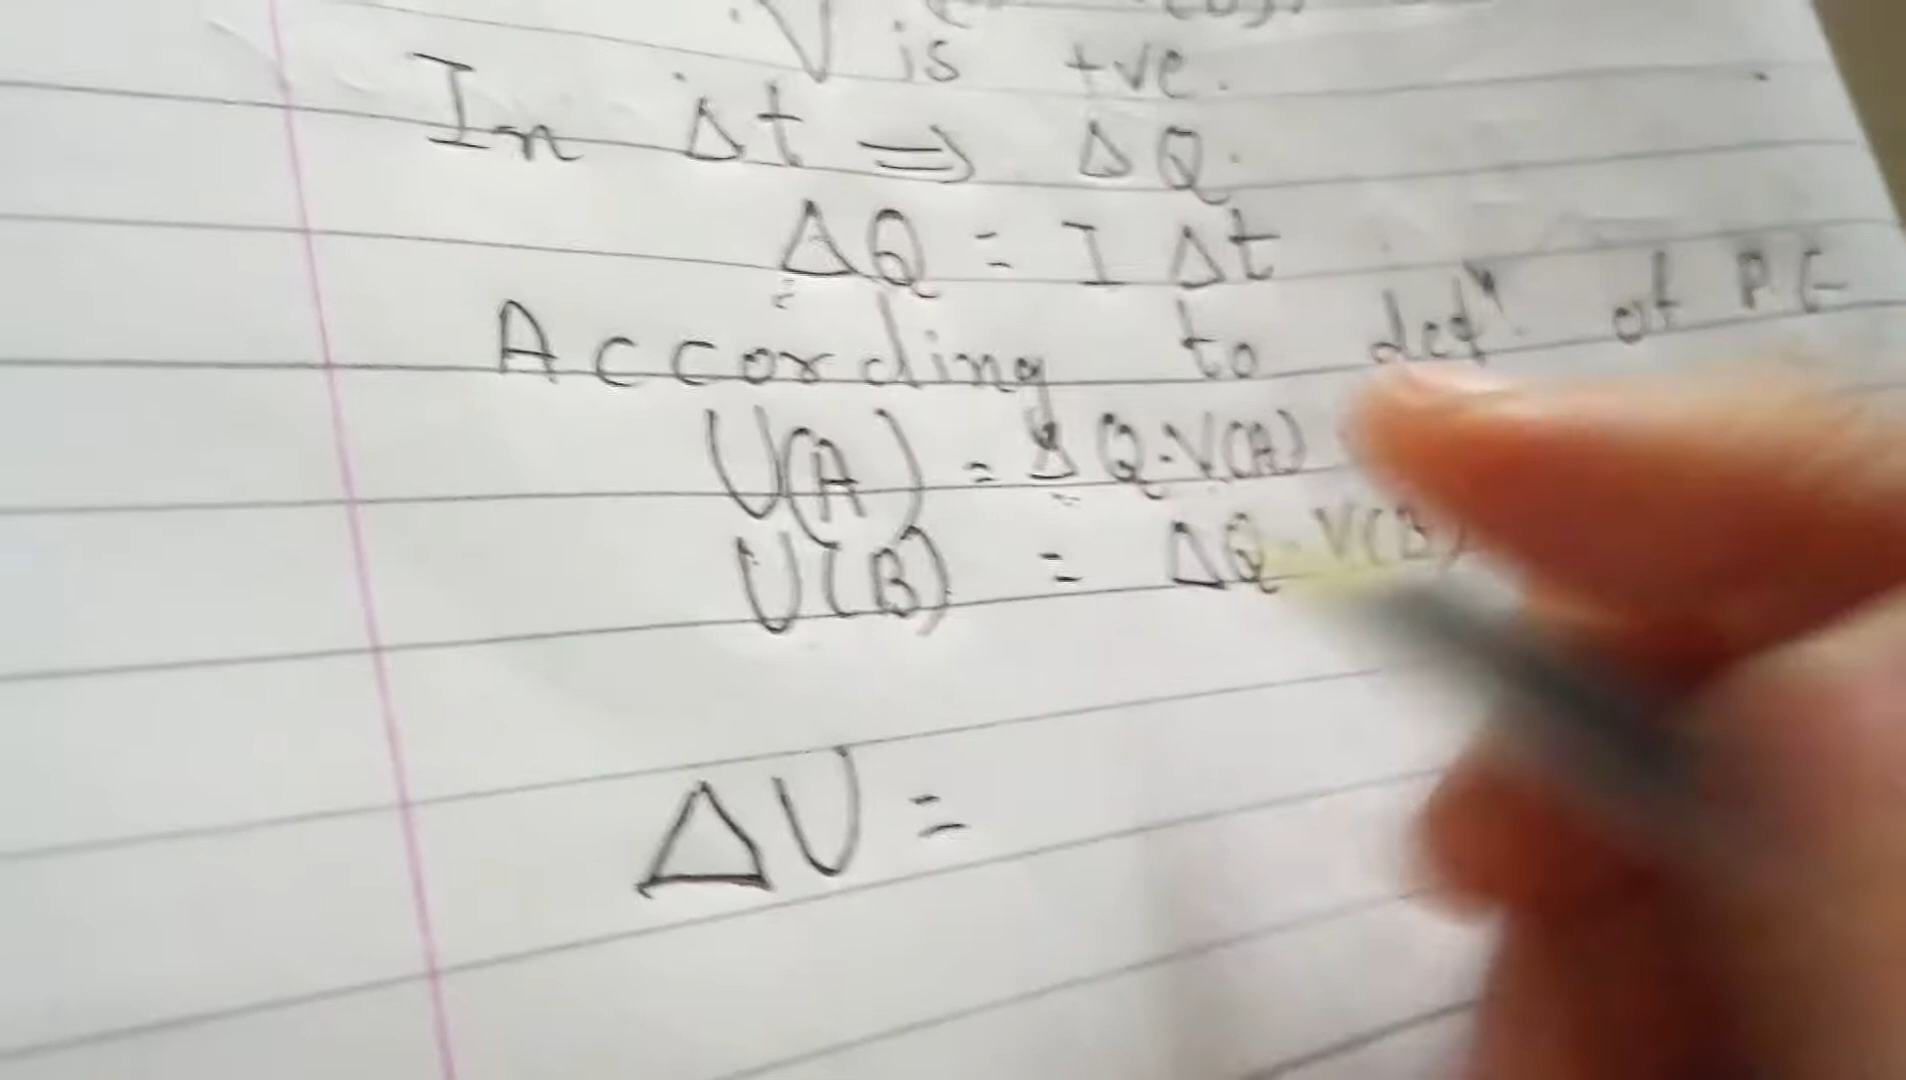 V is +ve.
In Δt ⇒ ΔQ.
ΔQ = I Δt
According to defⁿ. of P.E
U(A) = ΔQ.V(A)
U(B) = ΔQ.V(B)
ΔU =